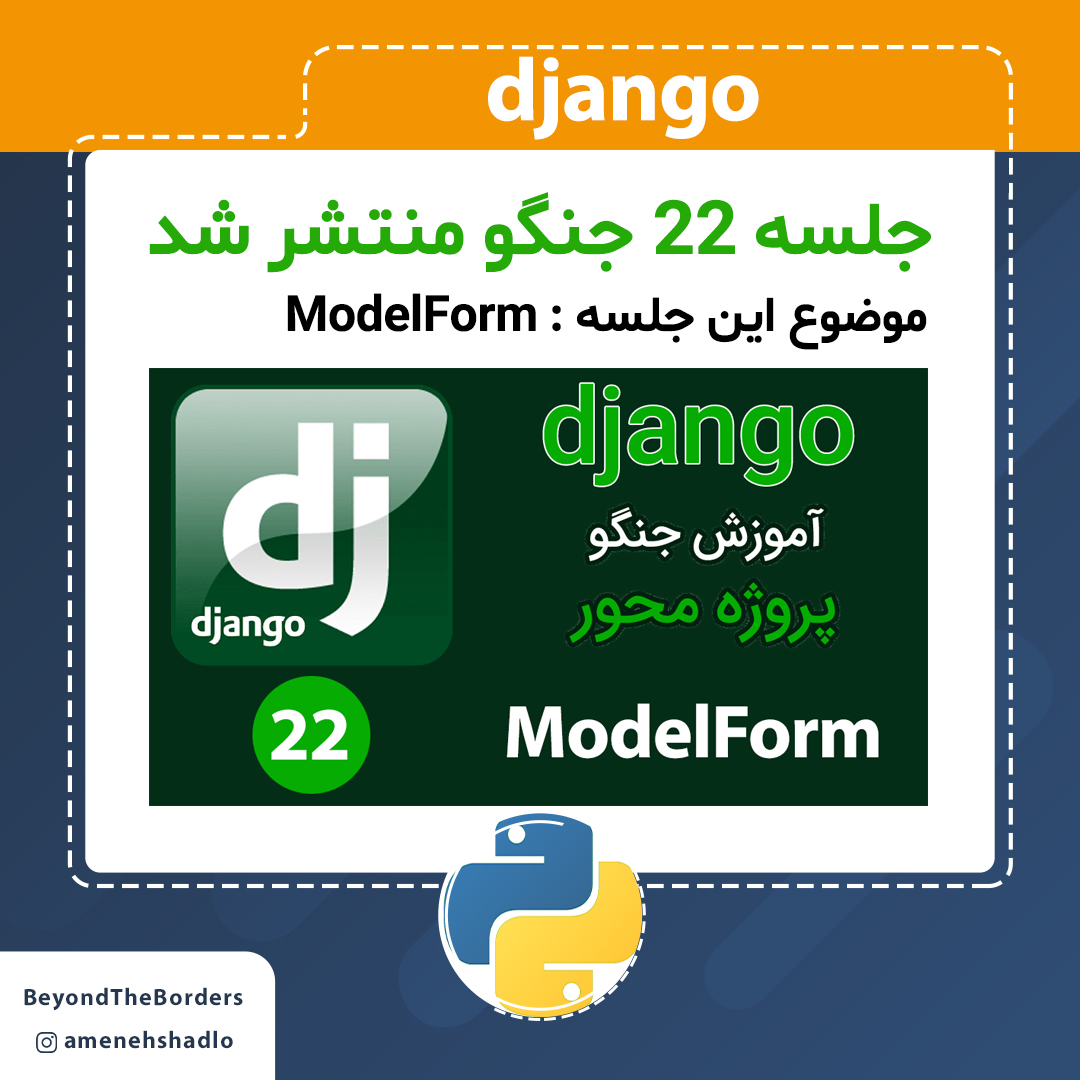 django
جلسه 22 جنگو منتشر شد
موضوع این جلسه : ModelForm
dj
django
django
آموزش جنگو
پروژه محور
22
ModelForm
BeyondTheBorders
amenehshadlo